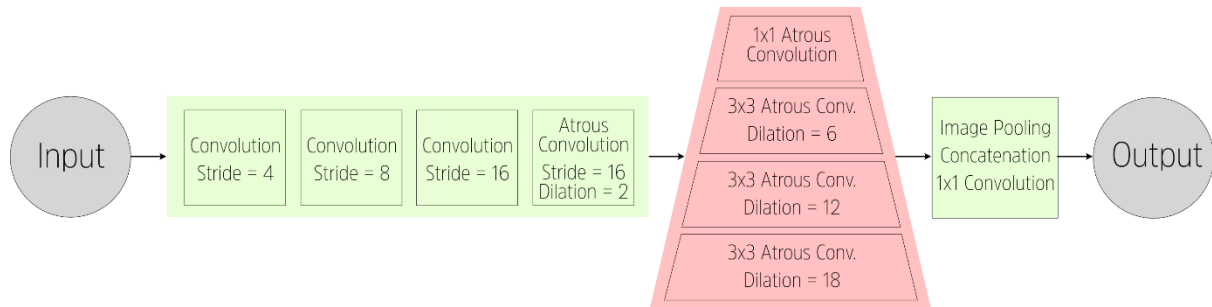 Input
Convolution
Stride = 4
Convolution
Stride = 8
Convolution
Stride = 16
Atrous
Convolution
Stride = 16
Dilation = 2
1x1 Atrous
Convolution
3x3 Atrous Conv.
Dilation = 6
3x3 Atrous Conv.
Dilation = 12
3x3 Atrous Conv.
Dilation = 18
Image Pooling
Concatenation
1x1 Convolution
Output